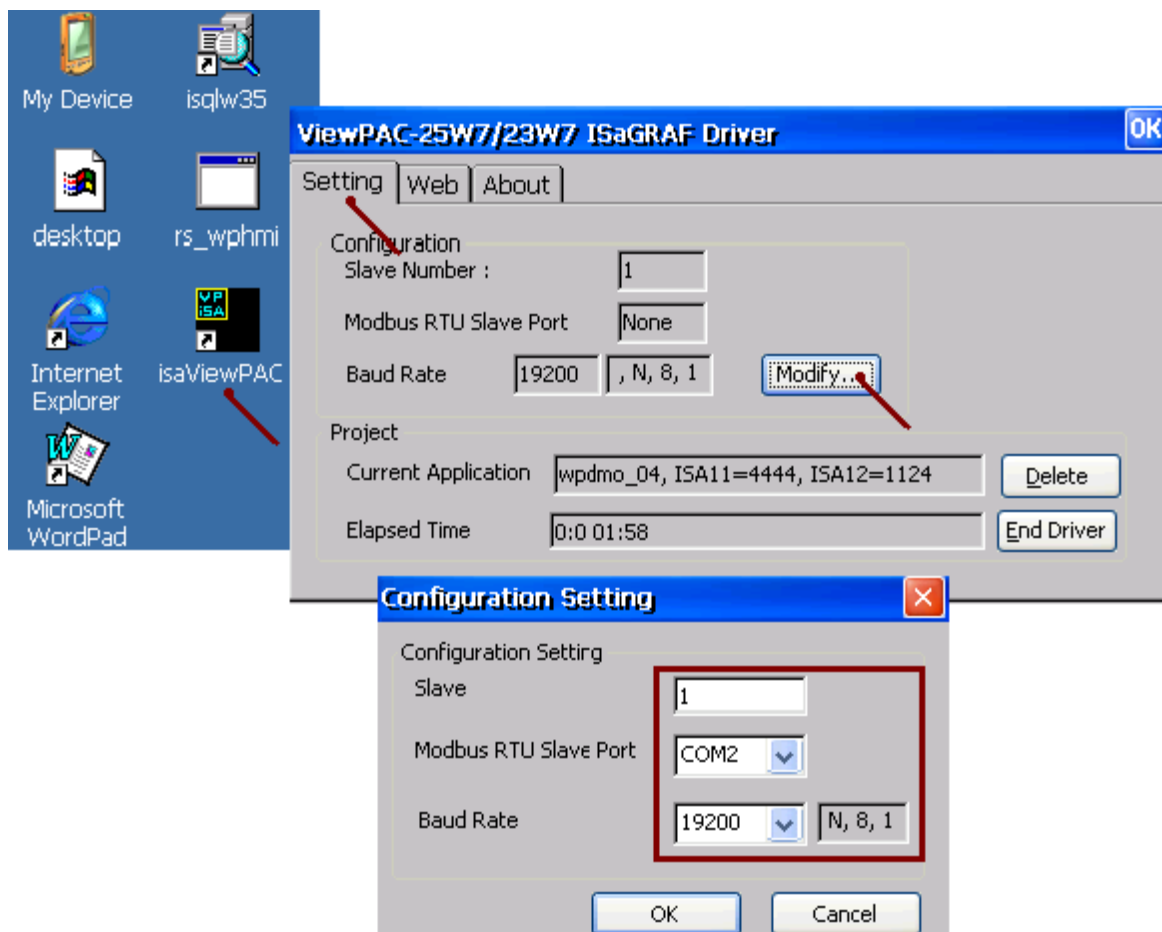 My Device
isqlw35
desktop
rs_wphmi
Internet
Explorer
VP
iSA
isaViewPAC
W
Microsoft
WordPad
ViewPAC-25W7/23W7 ISaGRAF Driver
OK
Setting
Web
About
Configuration
Slave Number :
1
Modbus RTU Slave Port
None
Baud Rate
19200
, N, 8, 1
Modify...
Project
Current Application
wpdmo_04, ISA11=4444, ISA12=1124
Delete
Elapsed Time
0:0 01:58
End Driver
Configuration Setting
Configuration Setting
Slave
1
Modbus RTU Slave Port
COM2
Baud Rate
19200
N, 8, 1
OK
Cancel